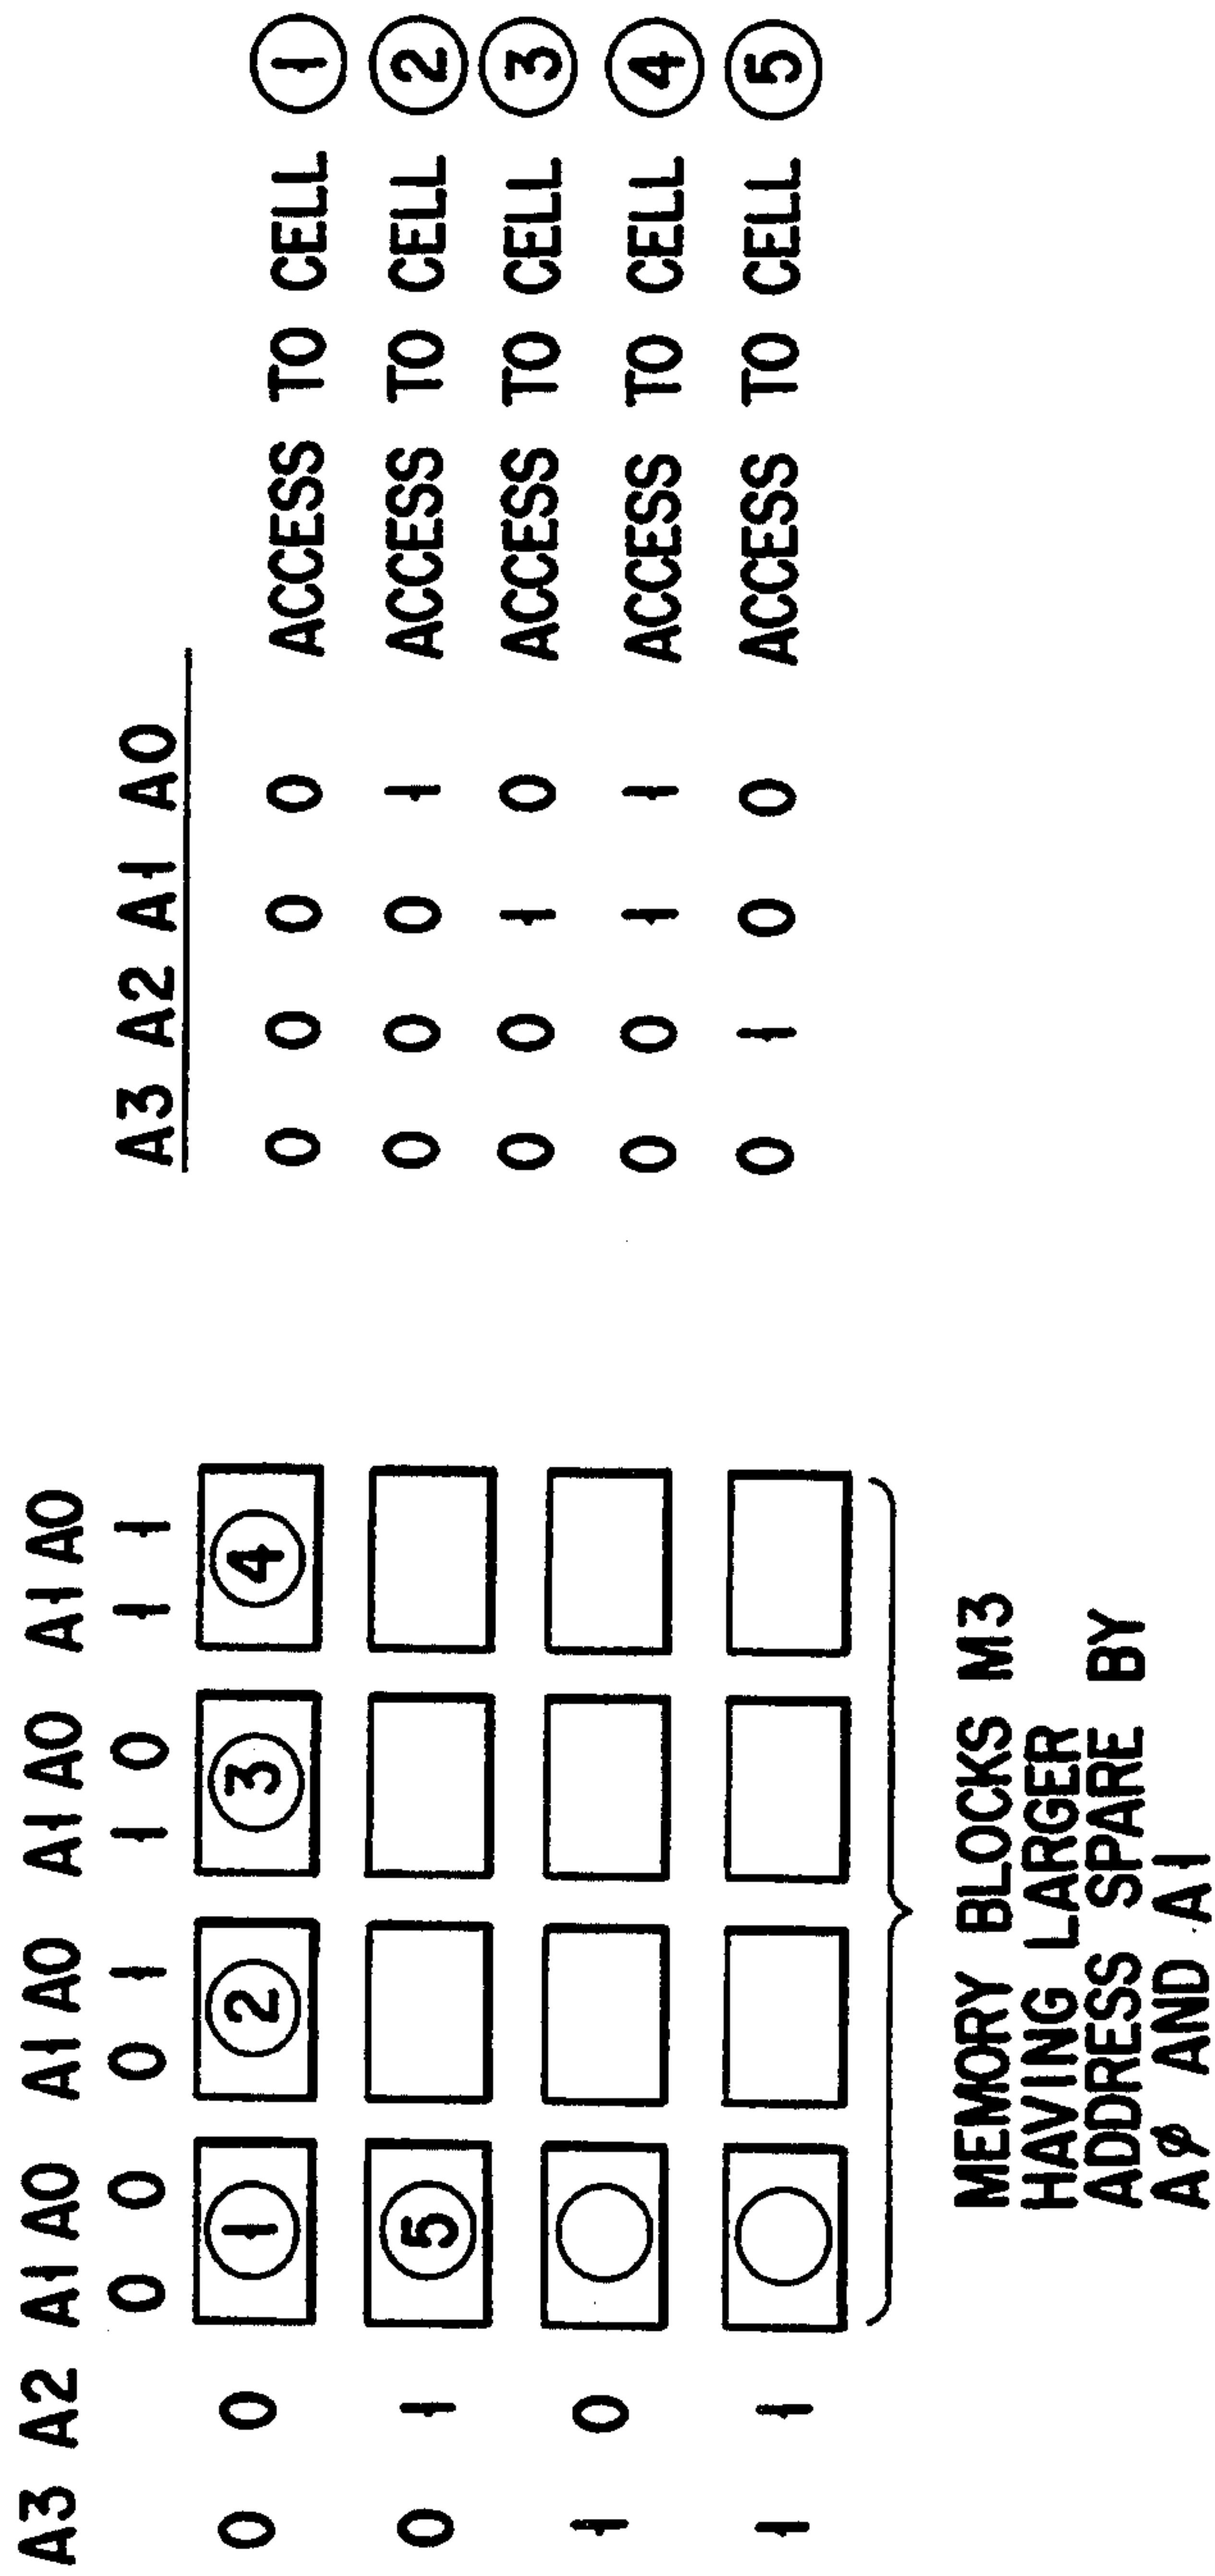 A3 A2 A1 A0 A1 A0 A1 A0 A1 A0
0 0 0 1 1 0 1 1
0 0 1 2 3 4
0 1 5
1 0
1 1
MEMORY BLOCKS M3
HAVING LARGER
ADDRESS SPARE BY
AØ AND A1
A3 A2 A1 A0
0 0 0 0 ACCESS TO CELL 1
0 0 0 1 ACCESS TO CELL 2
0 0 1 0 ACCESS TO CELL 3
0 0 1 1 ACCESS TO CELL 4
0 1 0 0 ACCESS TO CELL 5